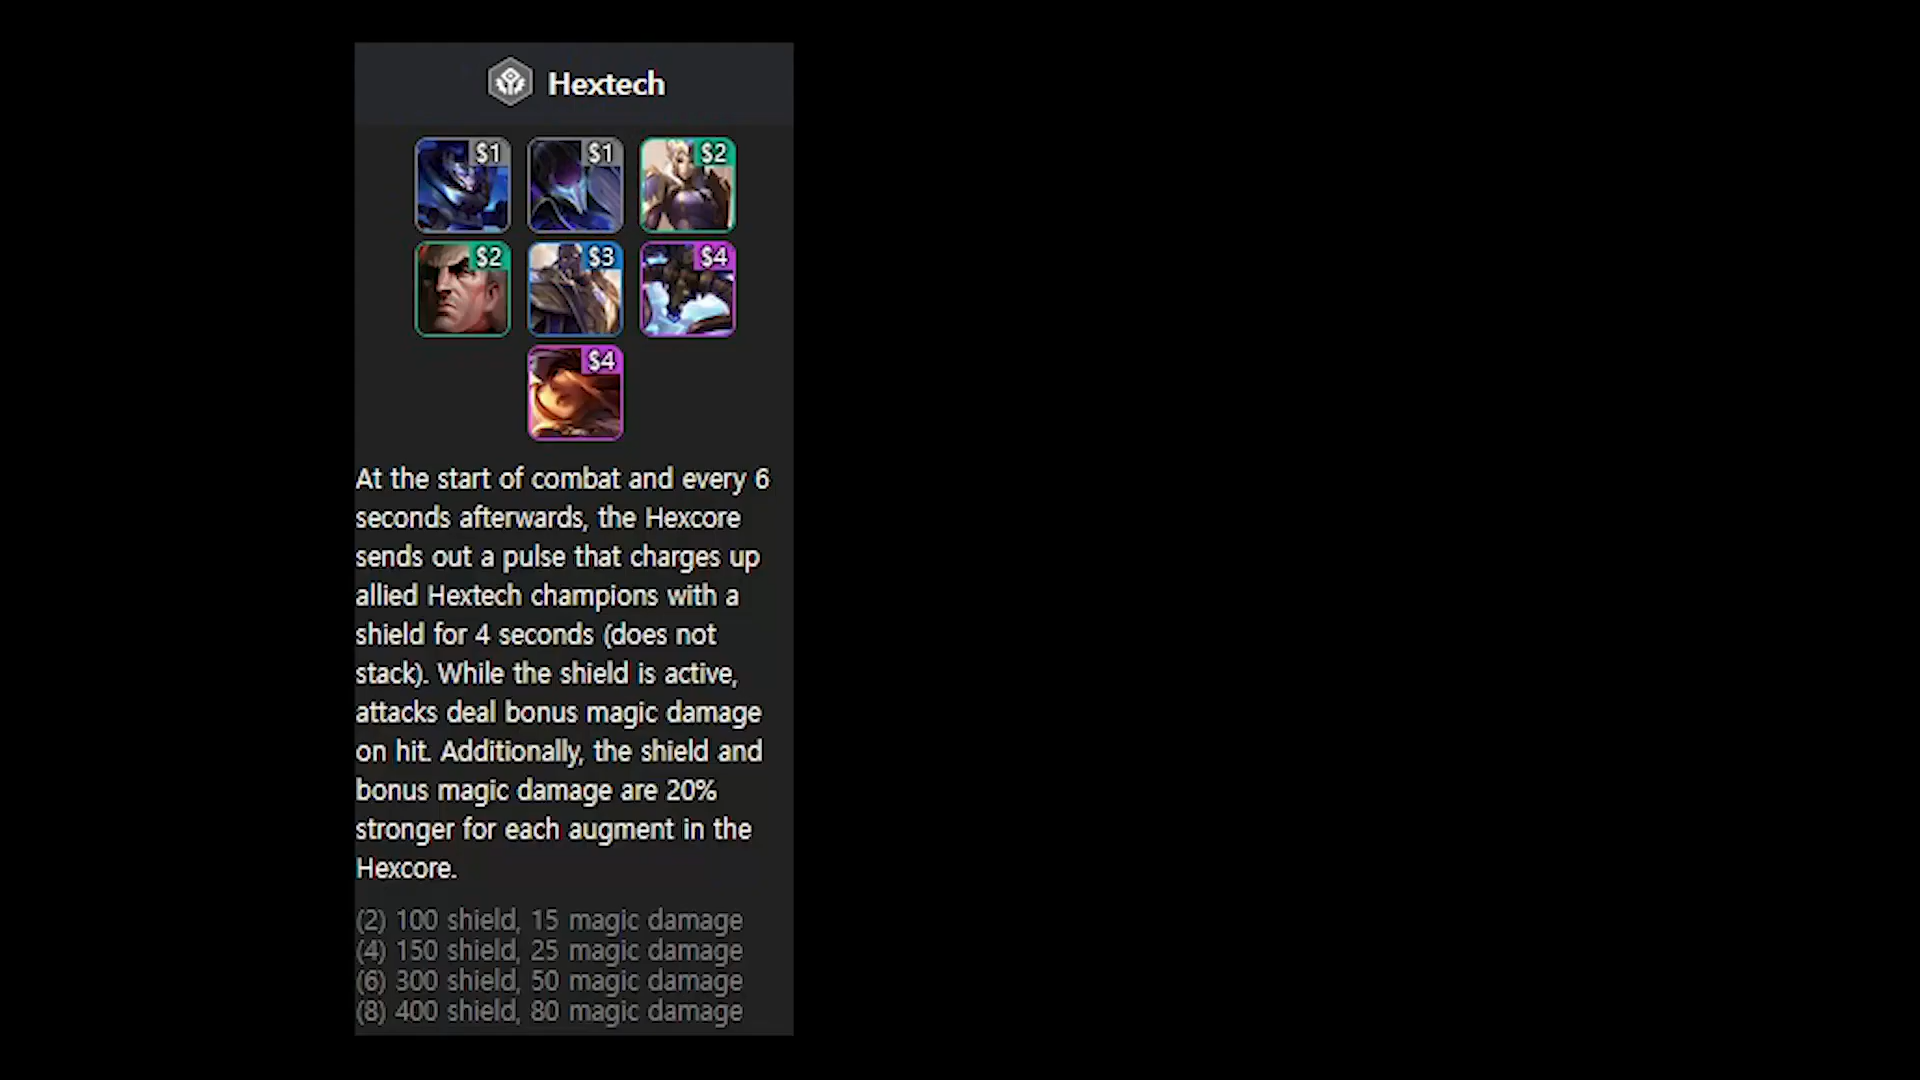 Hextech
$1 $1 $2
$2 $3 $4
$4
At the start of combat and every 6
seconds afterwards, the Hexcore
sends out a pulse that charges up
allied Hextech champions with a
shield for 4 seconds (does not
stack). While the shield is active,
attacks deal bonus magic damage
on hit. Additionally, the shield and
bonus magic damage are 20%
stronger for each augment in the
Hexcore.
(2) 100 shield, 15 magic damage
(4) 150 shield, 25 magic damage
(6) 300 shield, 50 magic damage
(8) 400 shield, 80 magic damage